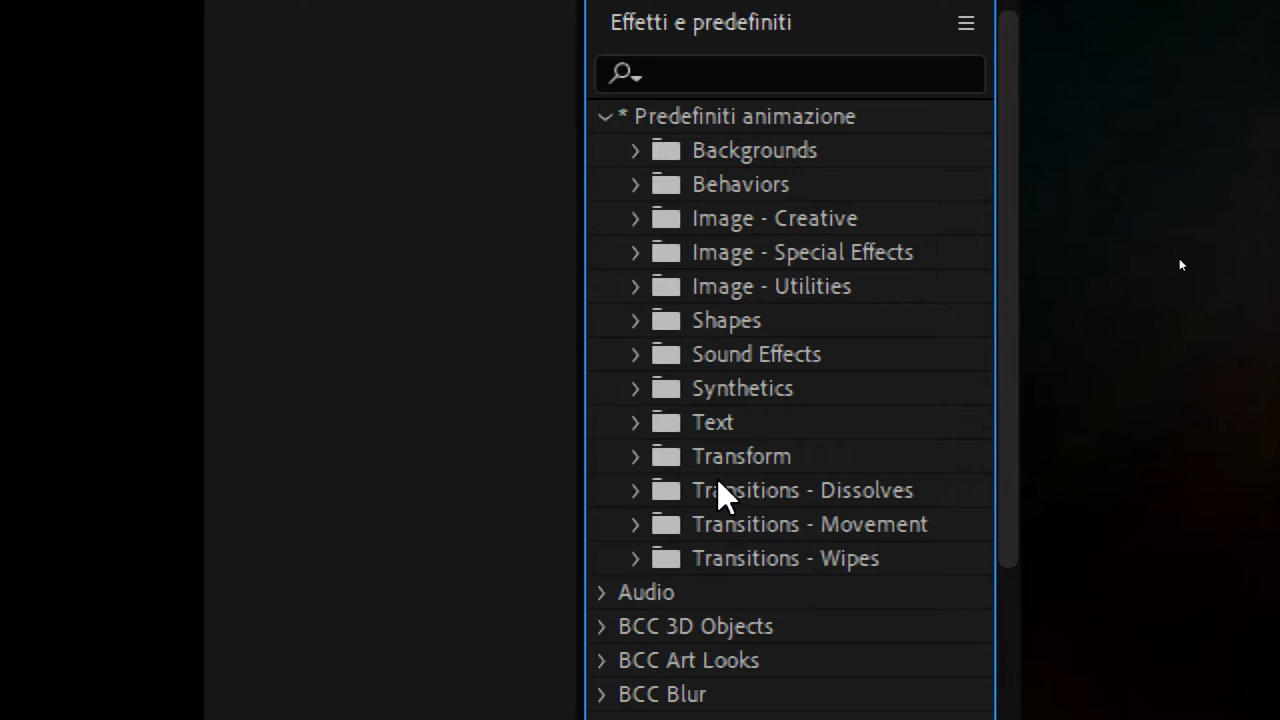 Effetti e predefiniti
* Predefiniti animazione
Backgrounds
Behaviors
Image - Creative
Image - Special Effects
Image - Utilities
Shapes
Sound Effects
Synthetics
Text
Transform
Transitions - Dissolves
Transitions - Movement
Transitions - Wipes
Audio
BCC 3D Objects
BCC Art Looks
BCC Blur